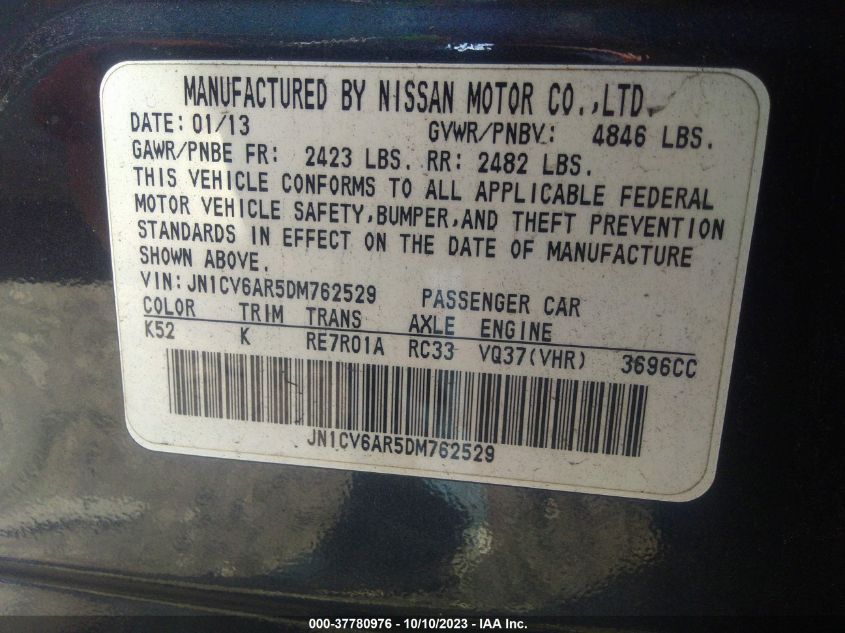 MANUFACTURED BY NISSAN MOTOR CO.,LTD.
DATE: 01/13 GVWR/PNBV: 4846 LBS.
GAWR/PNBE FR: 2423 LBS. RR: 2482 LBS.
THIS VEHICLE CONFORMS TO ALL APPLICABLE FEDERAL
MOTOR VEHICLE SAFETY,BUMPER,AND THEFT PREVENTION
STANDARDS IN EFFECT ON THE DATE OF MANUFACTURE
SHOWN ABOVE.
VIN:JN1CV6AR5DM762529 PASSENGER CAR
COLOR TRIM TRANS AXLE ENGINE
K52 K RE7R01A RC33 VQ37(VHR) 3696CC
JN1CV6AR5DM762529
000-37780976 - 10/10/2023 - IAA Inc.